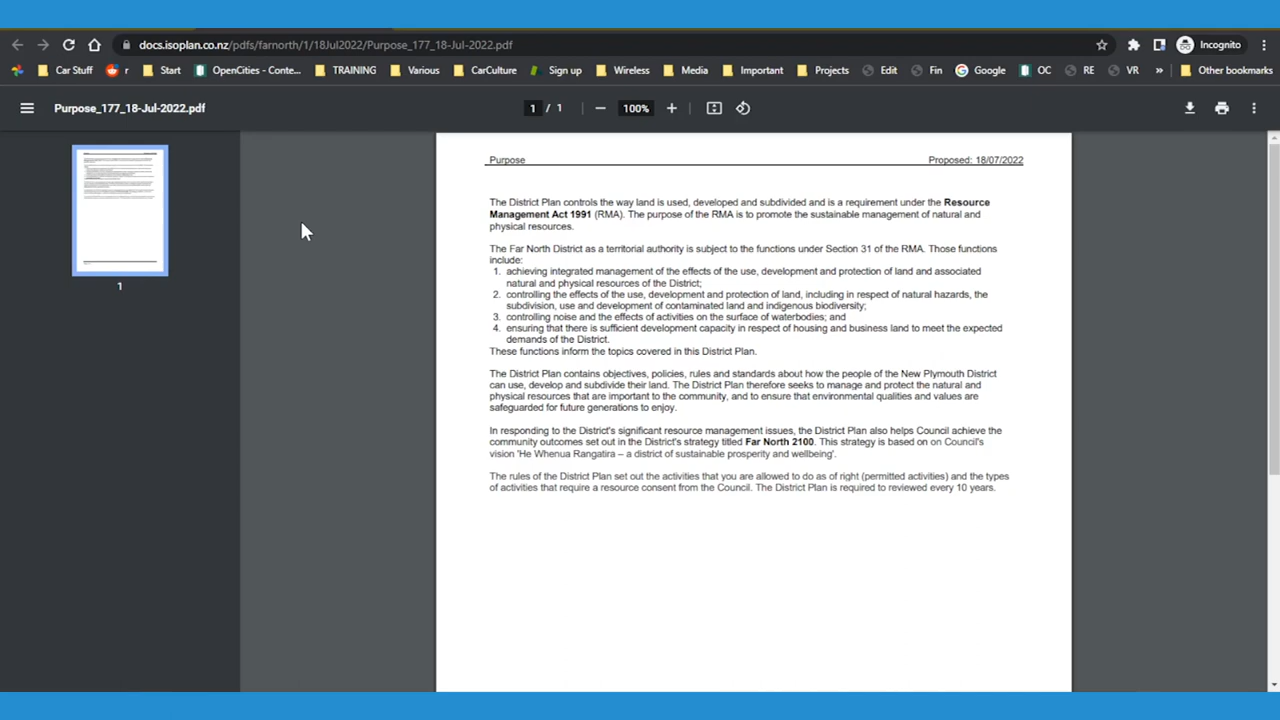 docs.isoplan.co.nz/pdfs/farnorth/1/18Jul2022/Purpose_177_18-Jul-2022.pdf
Incognito
Car Stuff r Start OpenCities - Conte... TRAINING Various CarCulture Sign up Wireless Media Important Projects Edit Fin Google OC RE VR » Other bookmarks
Purpose_177_18-Jul-2022.pdf 1 / 1 100%
1
Purpose Proposed: 18/07/2022
The District Plan controls the way land is used, developed and subdivided and is a requirement under the Resource
Management Act 1991 (RMA). The purpose of the RMA is to promote the sustainable management of natural and
physical resources.
The Far North District as a territorial authority is subject to the functions under Section 31 of the RMA. Those functions
include:
1. achieving integrated management of the effects of the use, development and protection of land and associated
natural and physical resources of the District;
2. controlling the effects of the use, development and protection of land, including in respect of natural hazards, the
subdivision, use and development of contaminated land and indigenous biodiversity;
3. controlling noise and the effects of activities on the surface of waterbodies; and
4. ensuring that there is sufficient development capacity in respect of housing and business land to meet the expected
demands of the District.
These functions inform the topics covered in this District Plan.
The District Plan contains objectives, policies, rules and standards about how the people of the New Plymouth District
can use, develop and subdivide their land. The District Plan therefore seeks to manage and protect the natural and
physical resources that are important to the community, and to ensure that environmental qualities and values are
safeguarded for future generations to enjoy.
In responding to the District's significant resource management issues, the District Plan also helps Council achieve the
community outcomes set out in the District's strategy titled Far North 2100. This strategy is based on on Council's
vision 'He Whenua Rangatira – a district of sustainable prosperity and wellbeing'.
The rules of the District Plan set out the activities that you are allowed to do as of right (permitted activities) and the types
of activities that require a resource consent from the Council. The District Plan is required to reviewed every 10 years.